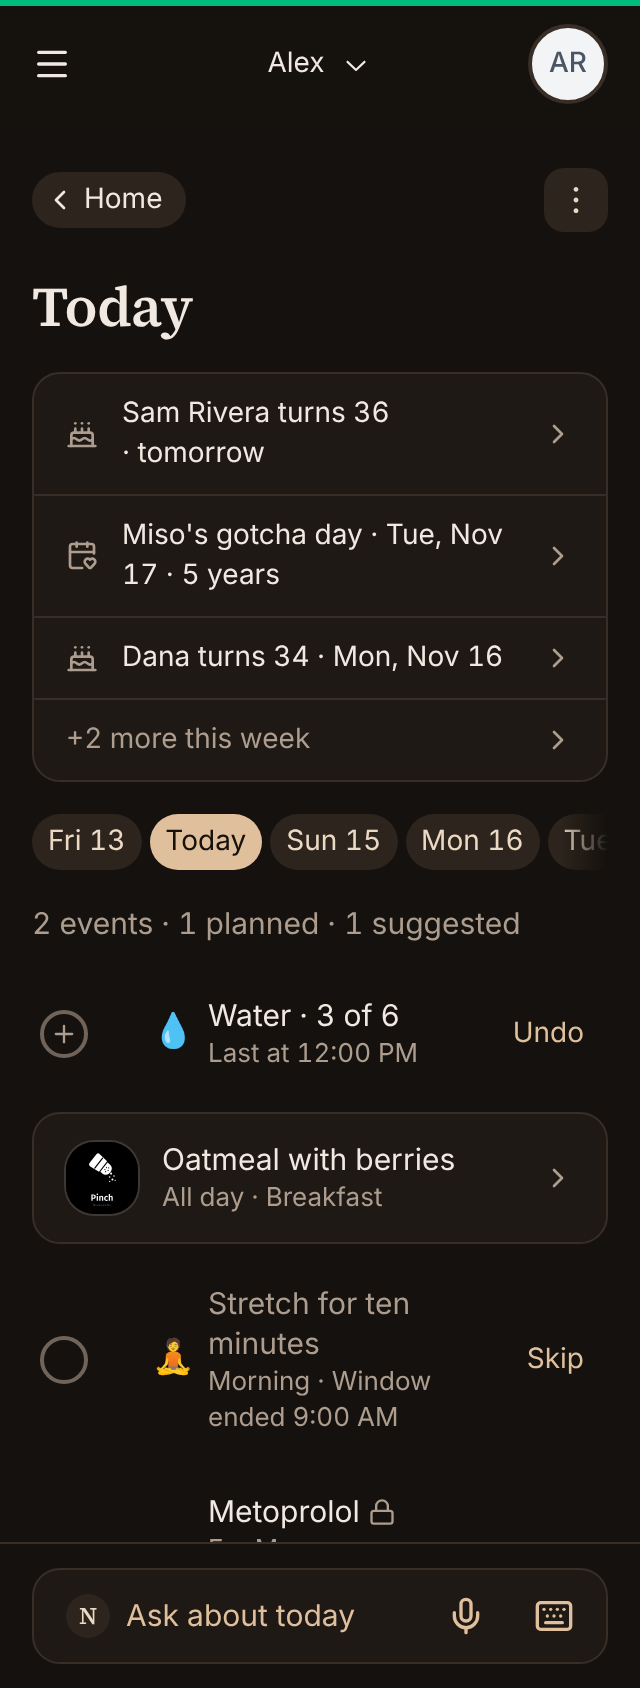 Alex
AR
Home
Today
Sam Rivera turns 36
· tomorrow
Miso's gotcha day · Tue, Nov
17 · 5 years
Dana turns 34 · Mon, Nov 16
+2 more this week
Fri 13
Today
Sun 15
Mon 16
Tue
2 events · 1 planned · 1 suggested
Water · 3 of 6
Last at 12:00 PM
Undo
Pinch
Oatmeal with berries
All day · Breakfast
Stretch for ten
minutes
Morning · Window
ended 9:00 AM
Skip
Metoprolol
N
Ask about today